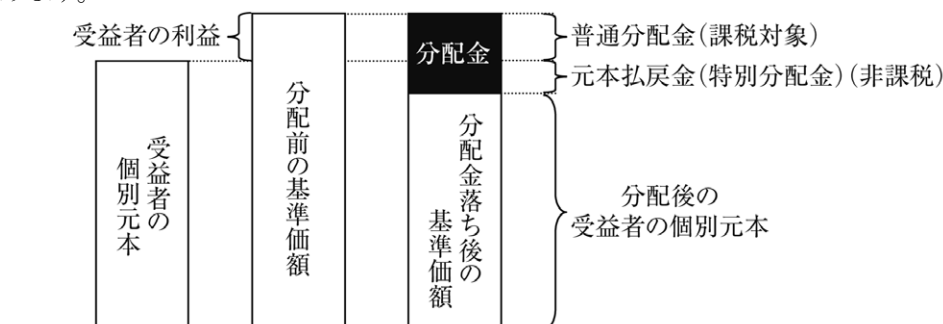 受益者の利益
分配金
普通分配金（課税対象）
元本払戻金（特別分配金）（非課税）
受益者の
個別元本
分配前の基準価額
分配金落ち後の
基準価額
分配後の
受益者の個別元本